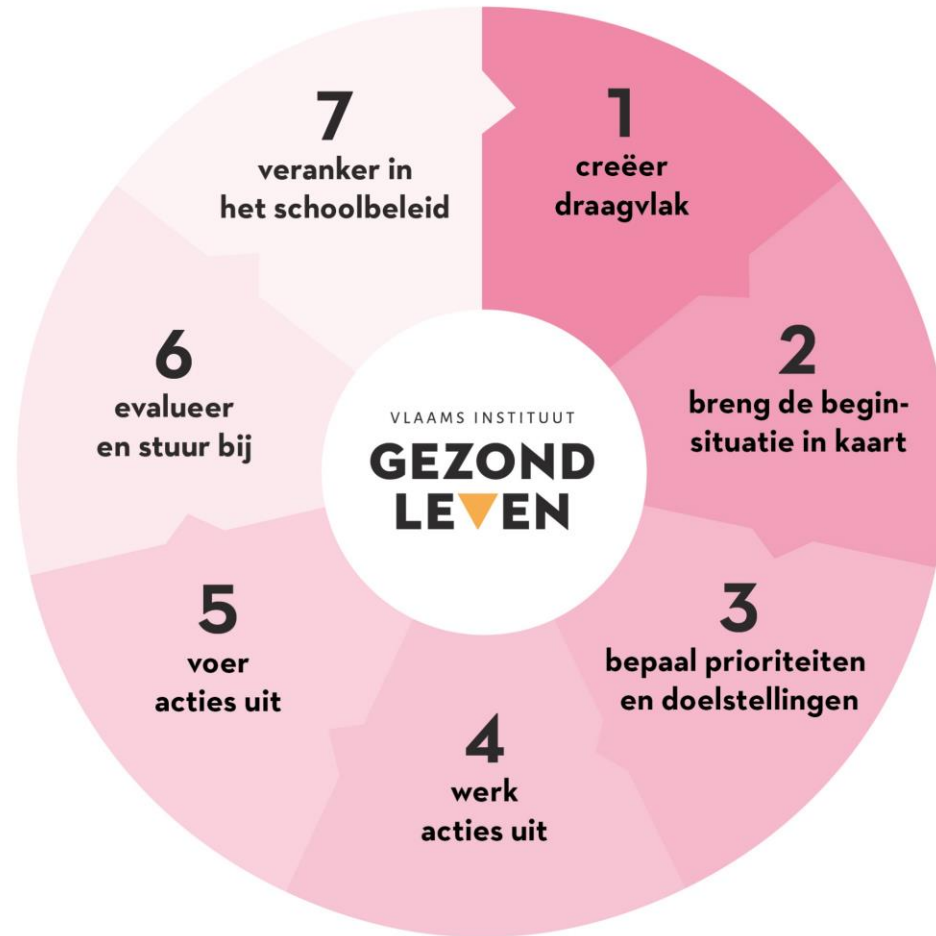 1
creëer
draagvlak
2
breng de begin-
situatie in kaart
3
bepaal prioriteiten
en doelstellingen
4
werk
acties uit
5
voer
acties uit
6
evalueer
en stuur bij
7
veranker in
het schoolbeleid
VLAAMS INSTITUUT
GEZOND
LEVEN